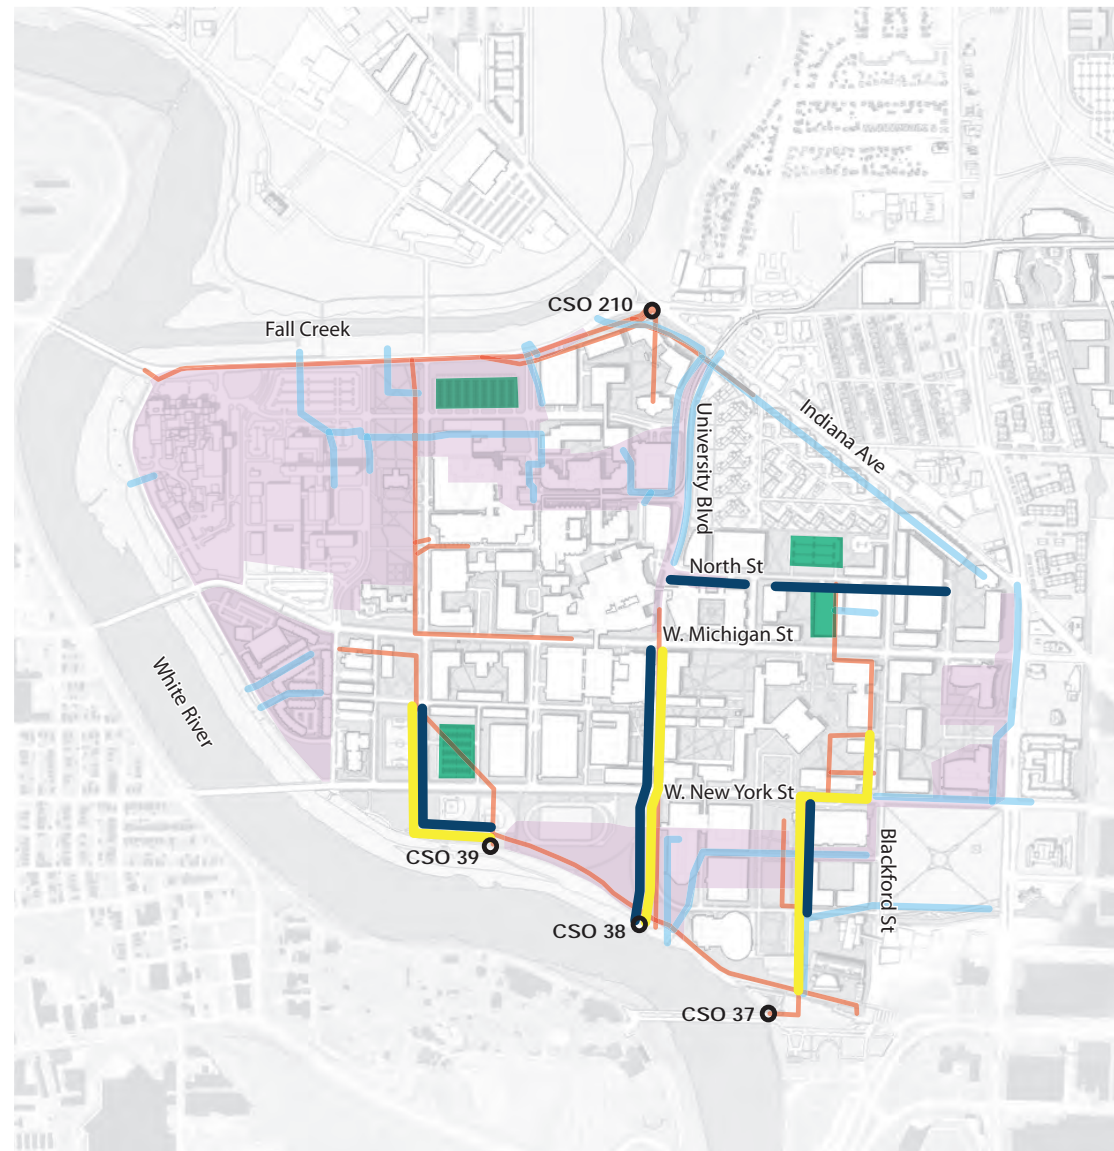 CSO 210
Fall Creek
University Blvd
Indiana Ave
North St
W. Michigan St
White River
W. New York St
CSO 39
Blackford St
CSO 38
CSO 37